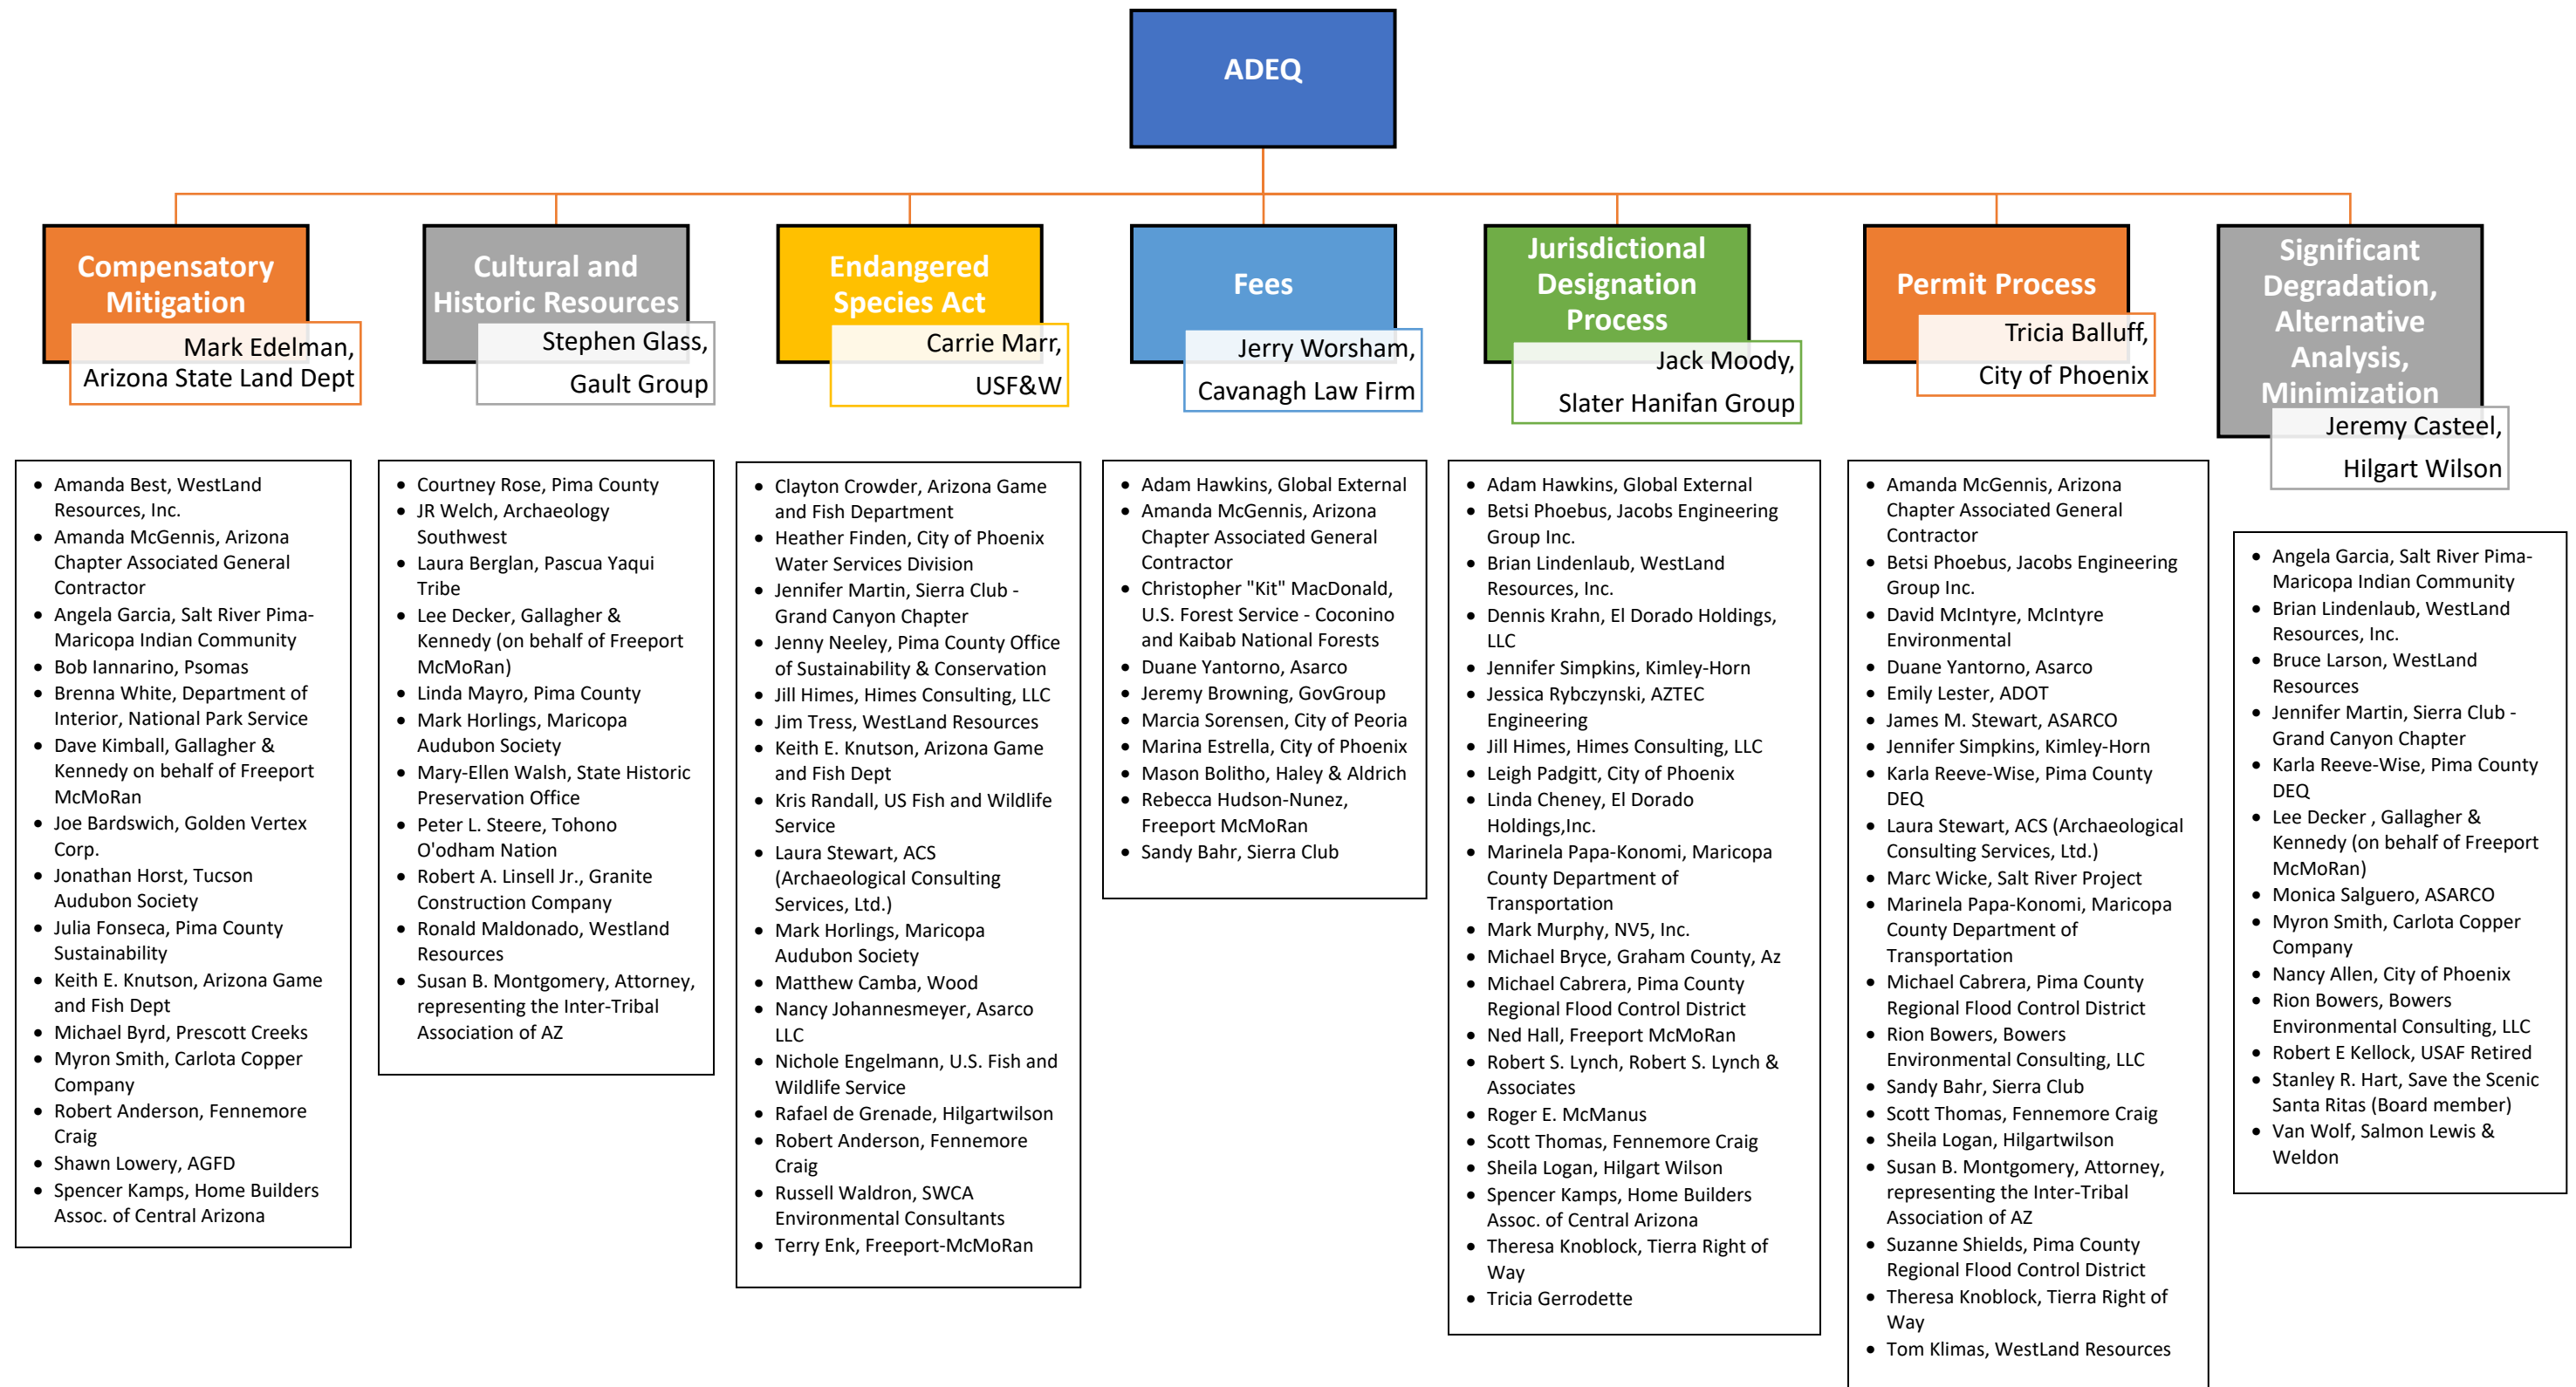 ADEQ
Compensatory
Mitigation
Mark Edelman,
Arizona State Land Dept
Cultural and
Historic Resources
Stephen Glass,
Gault Group
Endangered
Species Act
Carrie Marr,
USF&W
Fees
Jerry Worsham,
Cavanagh Law Firm
Jurisdictional
Designation
Process
Jack Moody,
Slater Hanifan Group
Permit Process
Tricia Balluff,
City of Phoenix
Significant
Degradation,
Alternative
Analysis,
Minimization
Jeremy Casteel,
Hilgart Wilson
• Amanda Best, WestLand
Resources, Inc.
• Amanda McGennis, Arizona
Chapter Associated General
Contractor
• Angela Garcia, Salt River Pima-
Maricopa Indian Community
• Bob Iannarino, Psomas
• Brenna White, Department of
Interior, National Park Service
• Dave Kimball, Gallagher &
Kennedy on behalf of Freeport
McMoRan
• Joe Bardswich, Golden Vertex
Corp.
• Jonathan Horst, Tucson
Audubon Society
• Julia Fonseca, Pima County
Sustainability
• Keith E. Knutson, Arizona Game
and Fish Dept
• Michael Byrd, Prescott Creeks
• Myron Smith, Carlota Copper
Company
• Robert Anderson, Fennemore
Craig
• Shawn Lowery, AGFD
• Spencer Kamps, Home Builders
Assoc. of Central Arizona
• Courtney Rose, Pima County
• JR Welch, Archaeology
Southwest
• Laura Berglan, Pascua Yaqui
Tribe
• Lee Decker, Gallagher &
Kennedy (on behalf of Freeport
McMoRan)
• Linda Mayro, Pima County
• Mark Horlings, Maricopa
Audubon Society
• Mary-Ellen Walsh, State Historic
Preservation Office
• Peter L. Steere, Tohono
O'odham Nation
• Robert A. Linsell Jr., Granite
Construction Company
• Ronald Maldonado, Westland
Resources
• Susan B. Montgomery, Attorney,
representing the Inter-Tribal
Association of AZ
• Clayton Crowder, Arizona Game
and Fish Department
• Heather Finden, City of Phoenix
Water Services Division
• Jennifer Martin, Sierra Club -
Grand Canyon Chapter
• Jenny Neeley, Pima County Office
of Sustainability & Conservation
• Jill Himes, Himes Consulting, LLC
• Jim Tress, WestLand Resources
• Keith E. Knutson, Arizona Game
and Fish Dept
• Kris Randall, US Fish and Wildlife
Service
• Laura Stewart, ACS
(Archaeological Consulting
Services, Ltd.)
• Mark Horlings, Maricopa
Audubon Society
• Matthew Camba, Wood
• Nancy Johannesmeyer, Asarco
LLC
• Nichole Engelmann, U.S. Fish and
Wildlife Service
• Rafael de Grenade, Hilgartwilson
• Robert Anderson, Fennemore
Craig
• Russell Waldron, SWCA
Environmental Consultants
• Terry Enk, Freeport-McMoRan
• Adam Hawkins, Global External
• Amanda McGennis, Arizona
Chapter Associated General
Contractor
• Christopher "Kit" MacDonald,
U.S. Forest Service - Coconino
and Kaibab National Forests
• Duane Yantorno, Asarco
• Jeremy Browning, GovGroup
• Marcia Sorensen, City of Peoria
• Marina Estrella, City of Phoenix
• Mason Bolitho, Haley & Aldrich
• Rebecca Hudson-Nunez,
Freeport McMoRan
• Sandy Bahr, Sierra Club
• Adam Hawkins, Global External
• Betsi Phoebus, Jacobs Engineering
Group Inc.
• Brian Lindenlaub, WestLand
Resources, Inc.
• Dennis Krahn, El Dorado Holdings,
LLC
• Jennifer Simpkins, Kimley-Horn
• Jessica Rybczynski, AZTEC
Engineering
• Jill Himes, Himes Consulting, LLC
• Leigh Padgitt, City of Phoenix
• Linda Cheney, El Dorado
Holdings,Inc.
• Marinela Papa-Konomi, Maricopa
County Department of
Transportation
• Mark Murphy, NV5, Inc.
• Michael Bryce, Graham County, Az
• Michael Cabrera, Pima County
Regional Flood Control District
• Ned Hall, Freeport McMoRan
• Robert S. Lynch, Robert S. Lynch &
Associates
• Roger E. McManus
• Scott Thomas, Fennemore Craig
• Sheila Logan, Hilgart Wilson
• Spencer Kamps, Home Builders
Assoc. of Central Arizona
• Theresa Knoblock, Tierra Right of
Way
• Tricia Gerrodette
• Amanda McGennis, Arizona
Chapter Associated General
Contractor
• Betsi Phoebus, Jacobs Engineering
Group Inc.
• David McIntyre, McIntyre
Environmental
• Duane Yantorno, Asarco
• Emily Lester, ADOT
• James M. Stewart, ASARCO
• Jennifer Simpkins, Kimley-Horn
• Karla Reeve-Wise, Pima County
DEQ
• Laura Stewart, ACS (Archaeological
Consulting Services, Ltd.)
• Marc Wicke, Salt River Project
• Marinela Papa-Konomi, Maricopa
County Department of
Transportation
• Michael Cabrera, Pima County
Regional Flood Control District
• Rion Bowers, Bowers
Environmental Consulting, LLC
• Sandy Bahr, Sierra Club
• Scott Thomas, Fennemore Craig
• Sheila Logan, Hilgartwilson
• Susan B. Montgomery, Attorney,
representing the Inter-Tribal
Association of AZ
• Suzanne Shields, Pima County
Regional Flood Control District
• Theresa Knoblock, Tierra Right of
Way
• Tom Klimas, WestLand Resources
• Angela Garcia, Salt River Pima-
Maricopa Indian Community
• Brian Lindenlaub, WestLand
Resources, Inc.
• Bruce Larson, WestLand
Resources
• Jennifer Martin, Sierra Club -
Grand Canyon Chapter
• Karla Reeve-Wise, Pima County
DEQ
• Lee Decker , Gallagher &
Kennedy (on behalf of Freeport
McMoRan)
• Monica Salguero, ASARCO
• Myron Smith, Carlota Copper
Company
• Nancy Allen, City of Phoenix
• Rion Bowers, Bowers
Environmental Consulting, LLC
• Robert E Kellock, USAF Retired
• Stanley R. Hart, Save the Scenic
Santa Ritas (Board member)
• Van Wolf, Salmon Lewis &
Weldon